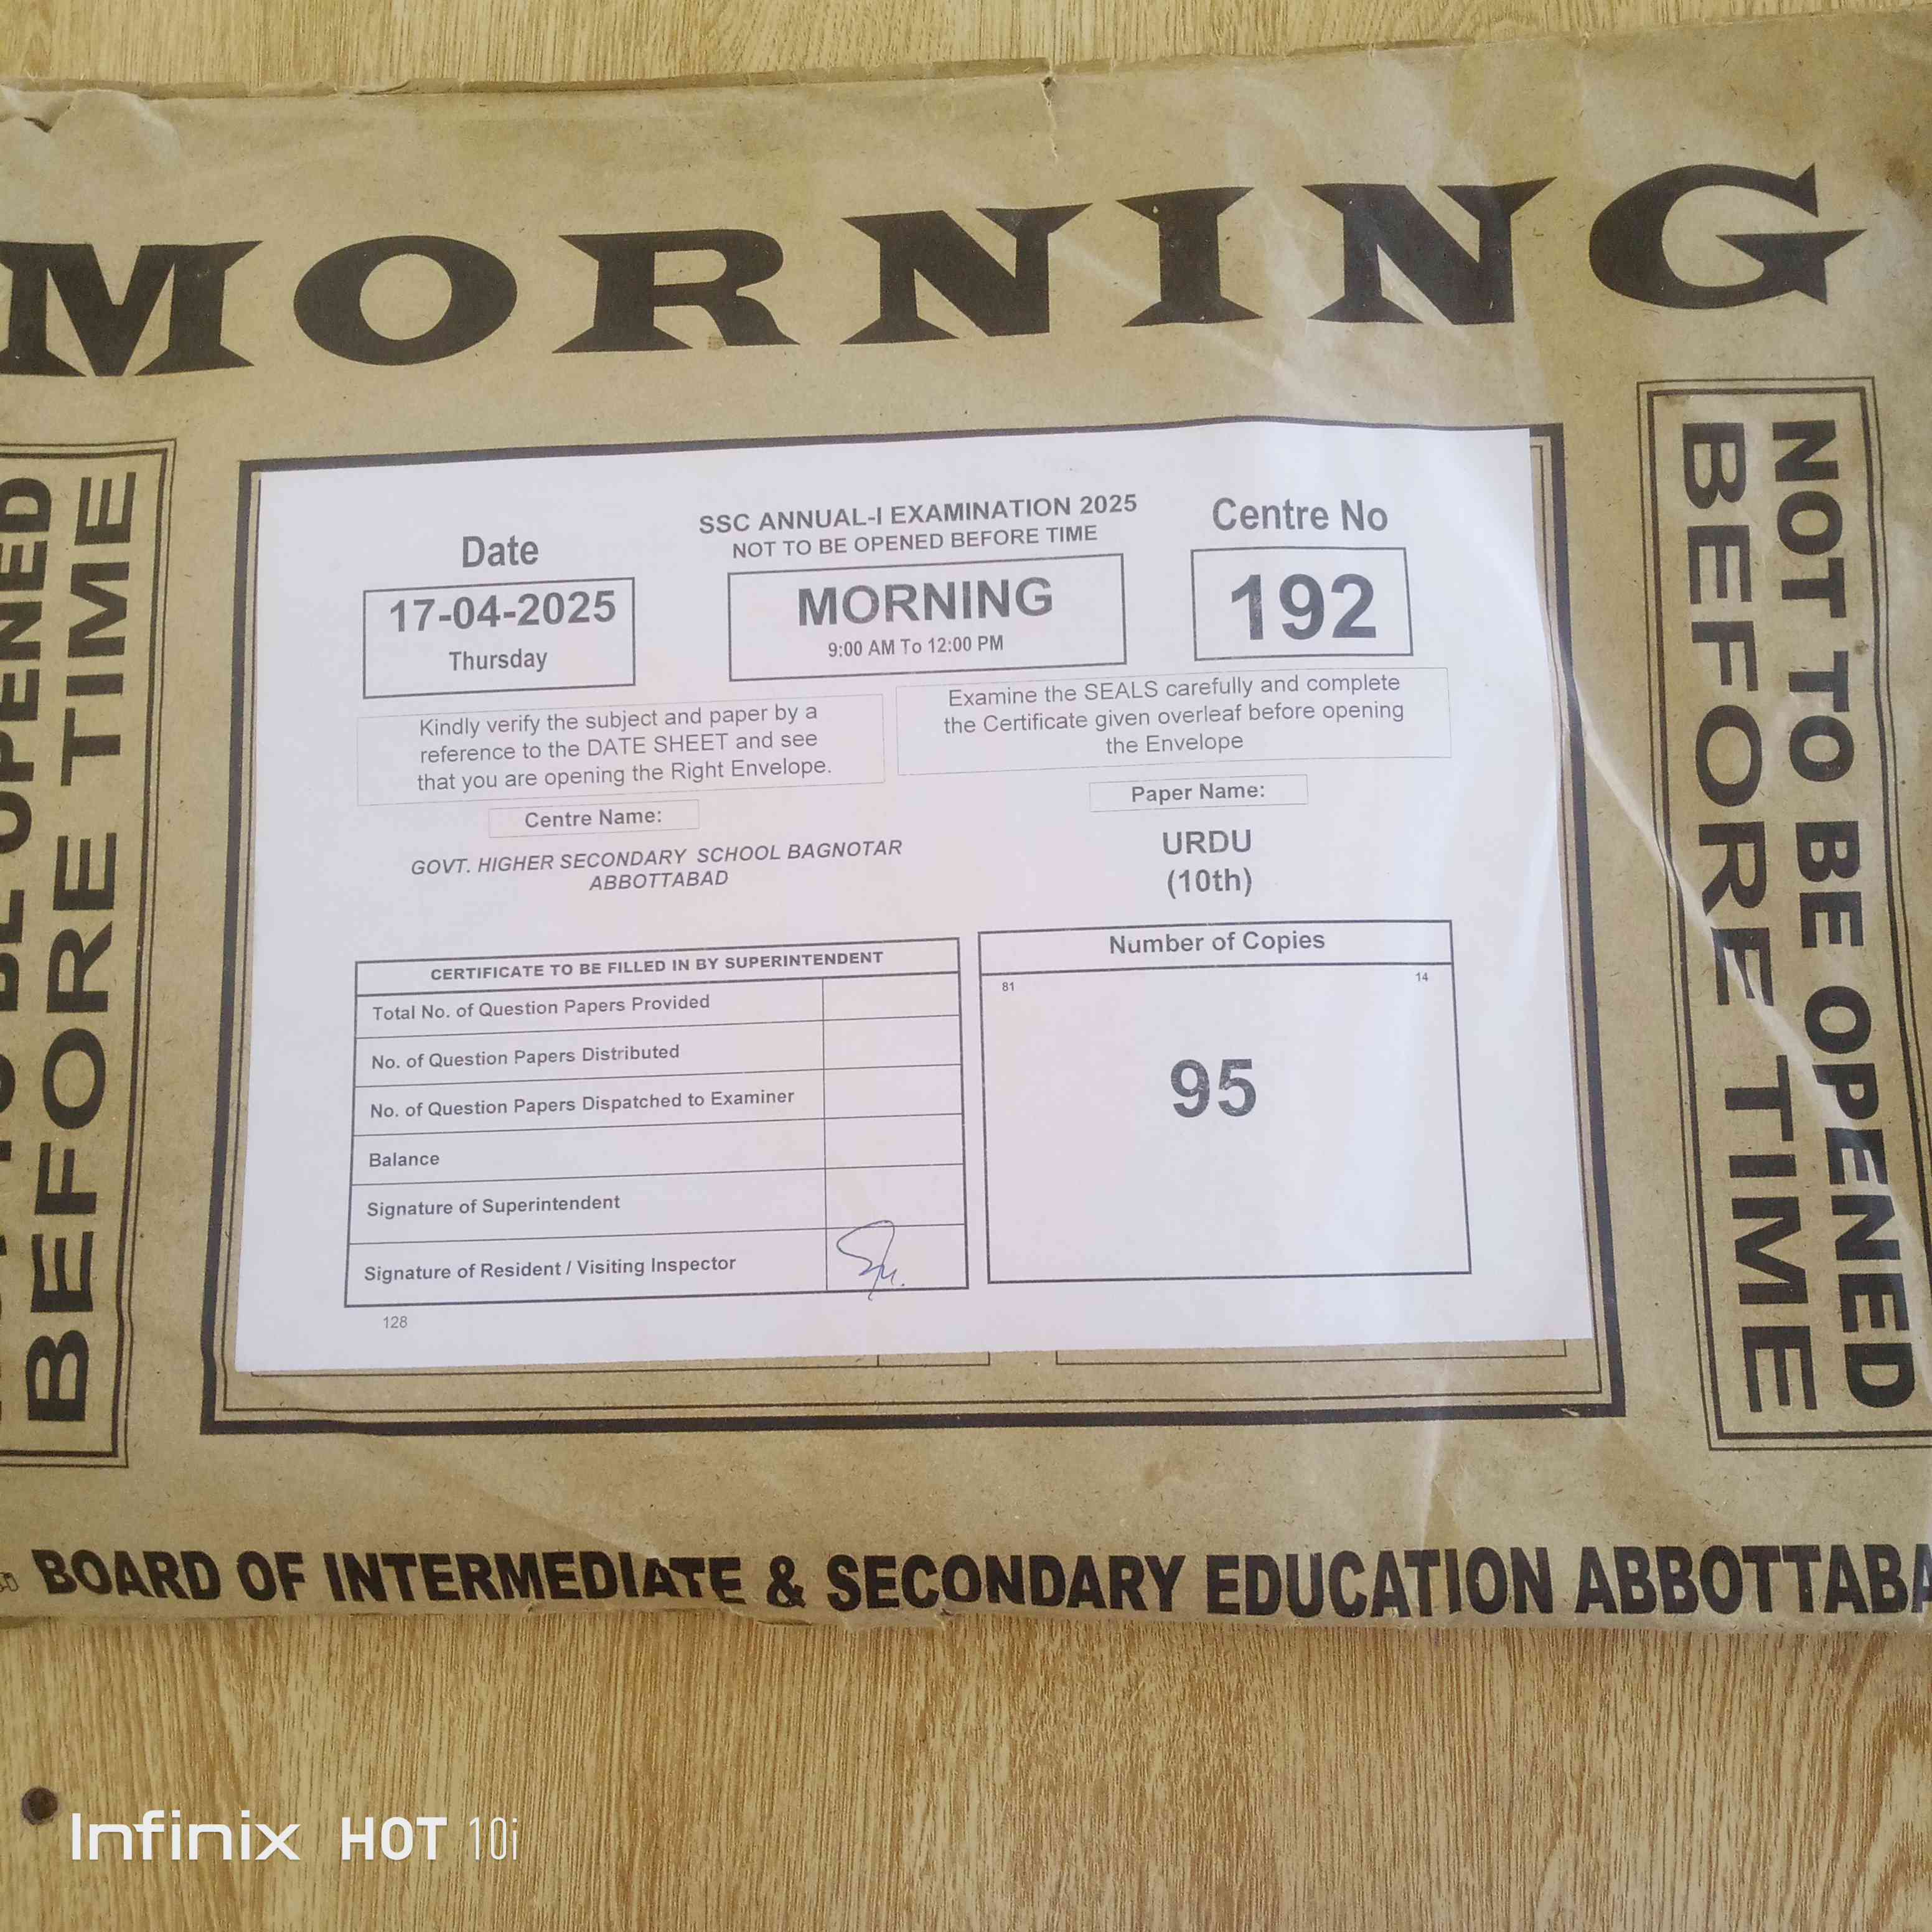 MORNING
NOT TO BE OPENED
BEFORE TIME
SSC ANNUAL-I EXAMINATION 2025
NOT TO BE OPENED BEFORE TIME
Date
17-04-2025
Thursday
MORNING
9:00 AM To 12:00 PM
Centre No
192
Kindly verify the subject and paper by a
reference to the DATE SHEET and see
that you are opening the Right Envelope.
Examine the SEALS carefully and complete
the Certificate given overleaf before opening
the Envelope
Centre Name:
GOVT. HIGHER SECONDARY SCHOOL BAGNOTAR
ABBOTTABAD
Paper Name:
URDU
(10th)
CERTIFICATE TO BE FILLED IN BY SUPERINTENDENT
Total No. of Question Papers Provided
No. of Question Papers Distributed
No. of Question Papers Dispatched to Examiner
Balance
Signature of Superintendent
Signature of Resident / Visiting Inspector
128
Number of Copies
81 14
95
NOT TO BE OPENED
BEFORE TIME
BOARD OF INTERMEDIATE & SECONDARY EDUCATION ABBOTTABA
Infinix HOT 10i